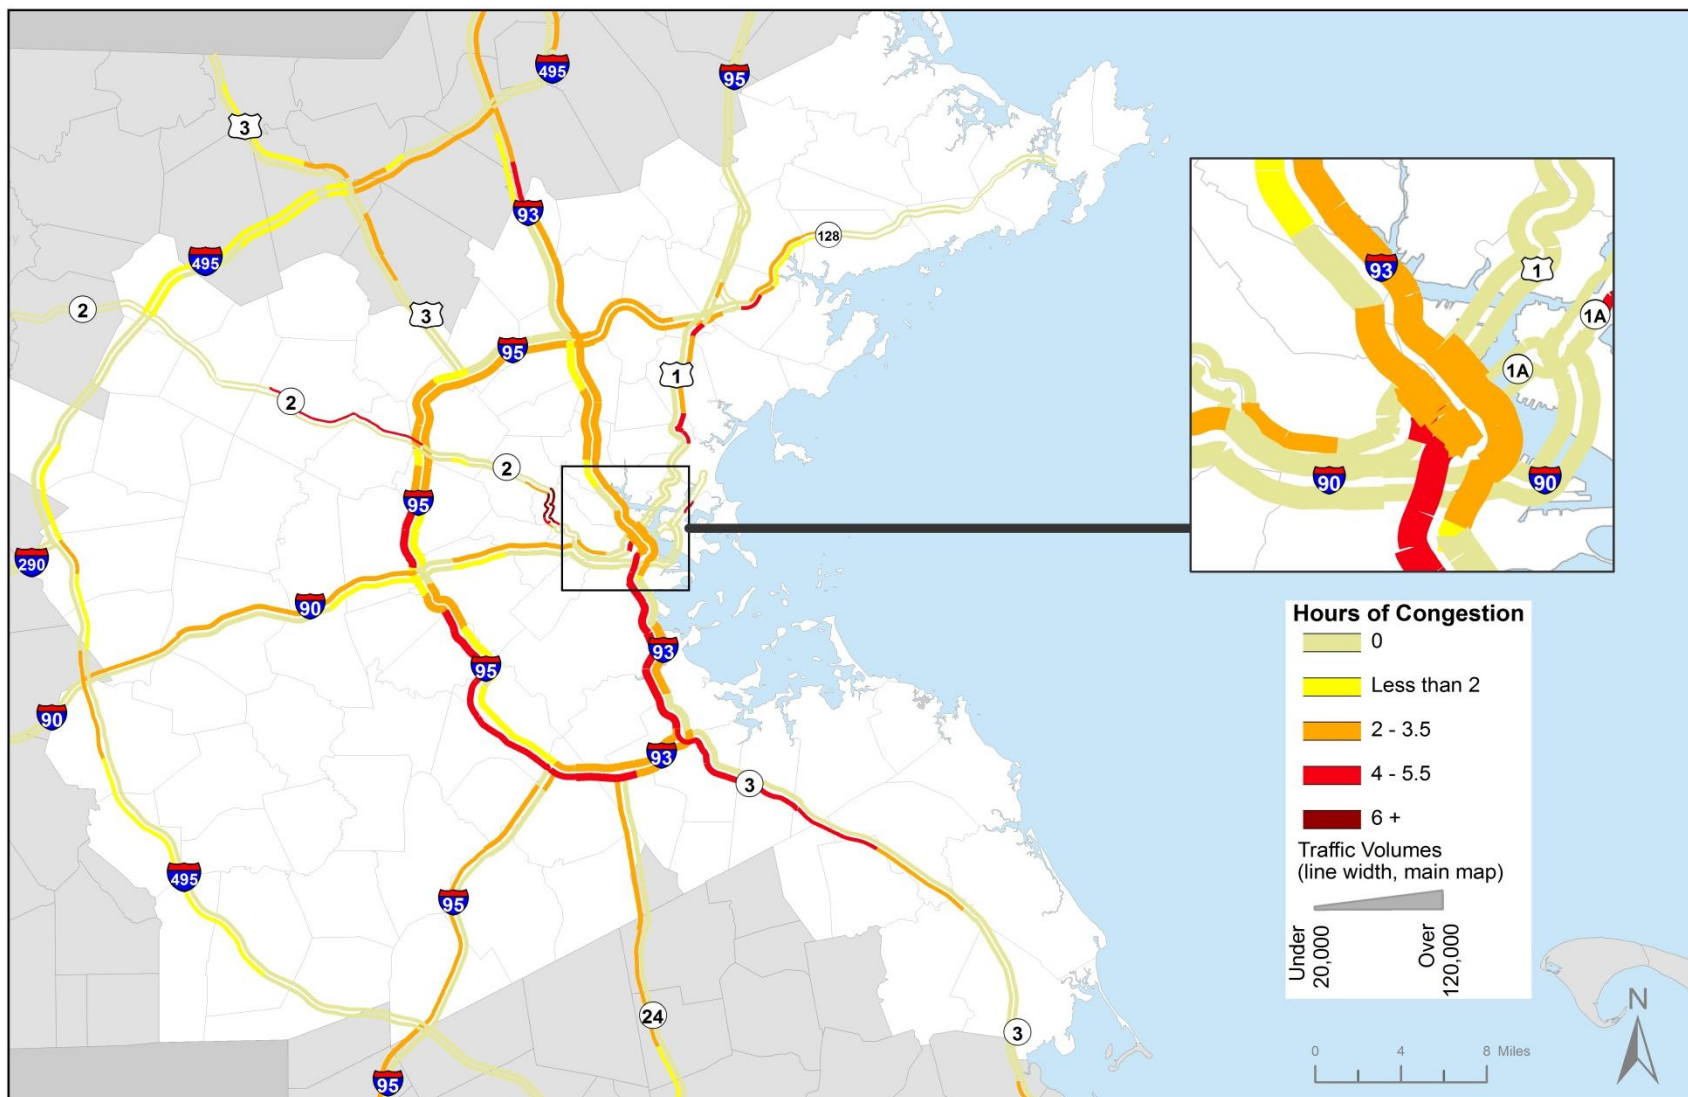 495
95
3
93
128
495
2
3
95
1
2
2
95
290
90
93
95
90
93
3
495
95
24
3
95
93
1
1A
1A
90
90
Hours of Congestion
0
Less than 2
2 - 3.5
4 - 5.5
6 +
Traffic Volumes
(line width, main map)
Under
20,000
Over
120,000
N
0 4 8 Miles